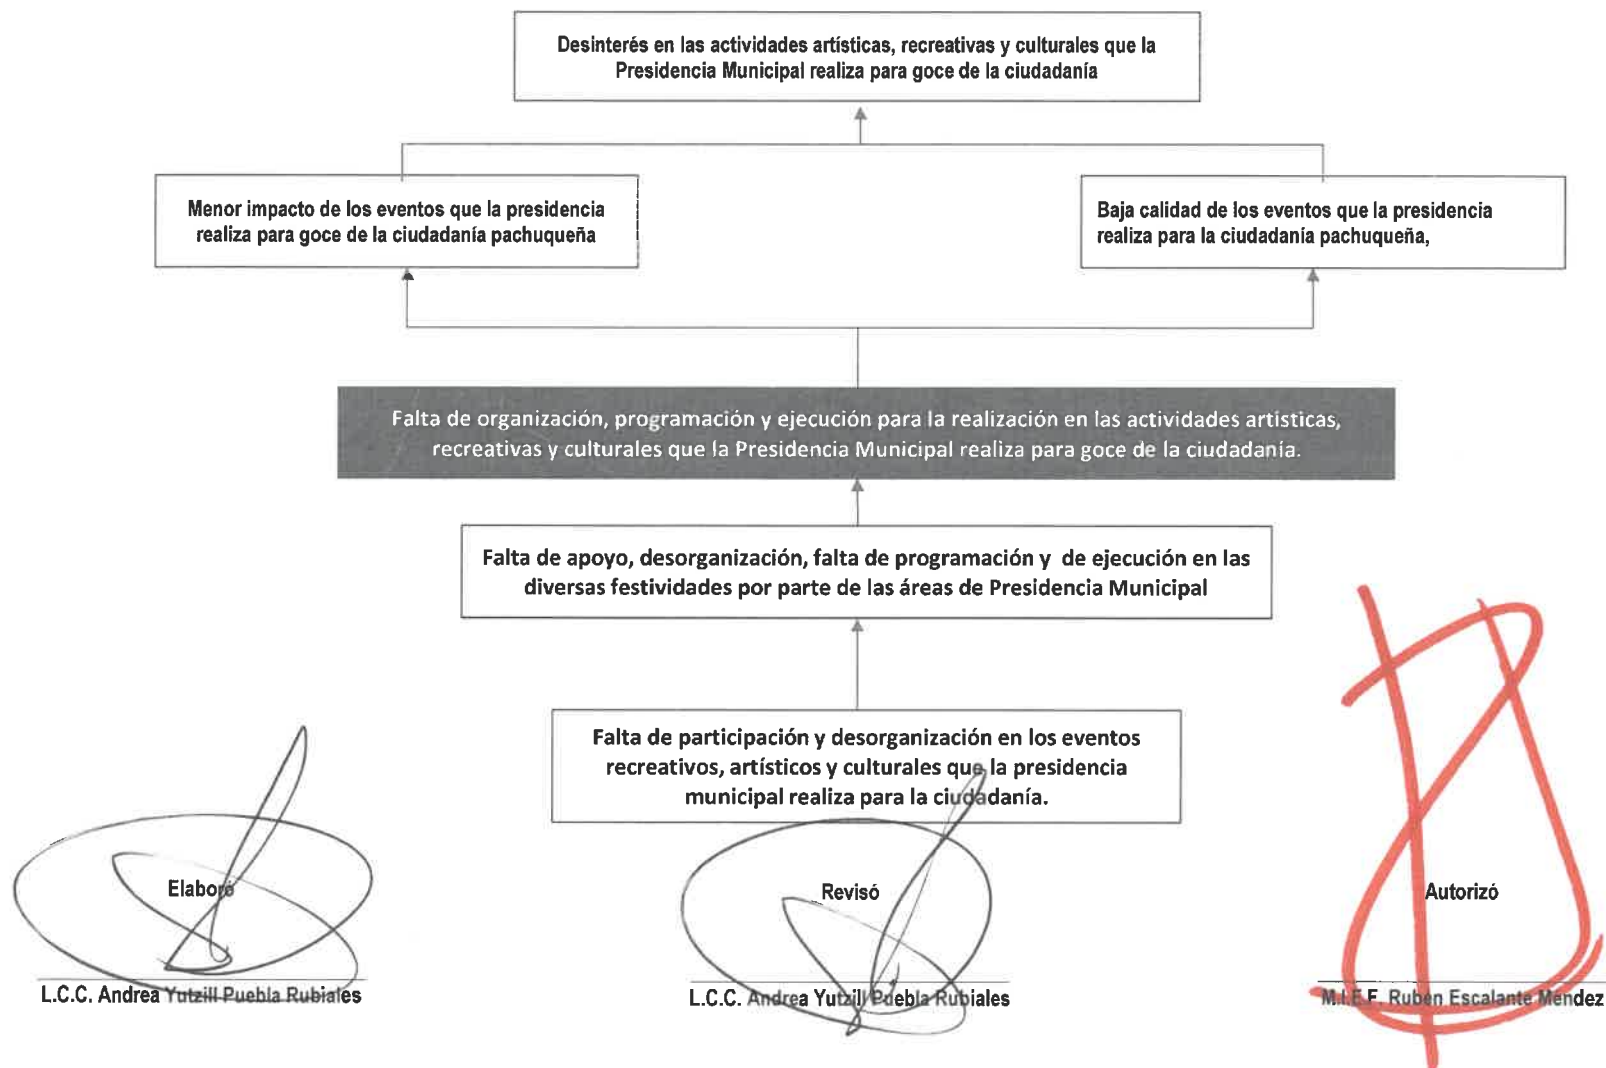 Desinterés en las actividades artísticas, recreativas y culturales que la
Presidencia Municipal realiza para goce de la ciudadanía
Menor impacto de los eventos que la presidencia
realiza para goce de la ciudadanía pachuqueña
Baja calidad de los eventos que la presidencia
realiza para la ciudadanía pachuqueña,
Falta de organización, programación y ejecución para la realización en las actividades artísticas,
recreativas y culturales que la Presidencia Municipal realiza para goce de la ciudadanía.
Falta de apoyo, desorganización, falta de programación y de ejecución en las
diversas festividades por parte de las áreas de Presidencia Municipal
Falta de participación y desorganización en los eventos
recreativos, artísticos y culturales que la presidencia
municipal realiza para la ciudadanía.
Elaboró
Revisó
Autorizó
L.C.C. Andrea Yutzill Puebla Rubiales
L.C.C. Andrea Yutzill Puebla Rubiales
M.I.E.F. Rubén Escalante Méndez